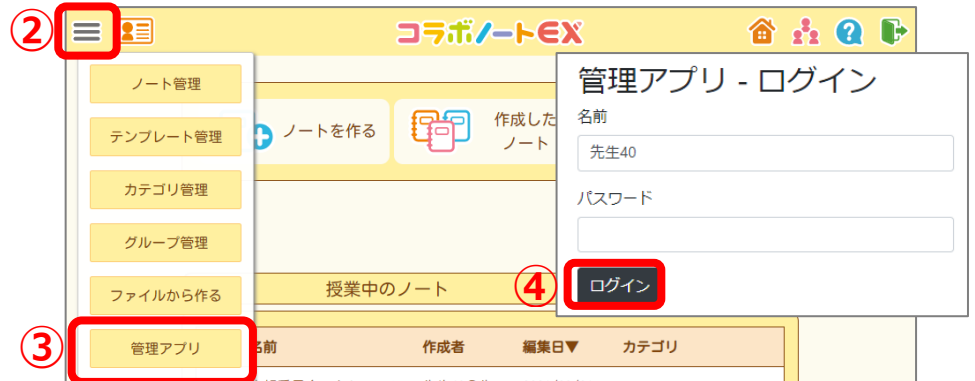 ②
コラボノートEX
ノート管理
テンプレート管理
カテゴリ管理
グループ管理
ファイルから作る
③
管理アプリ
ノートを作る
作成した
ノート
授業中のノート
名前 作成者 編集日▼ カテゴリ
管理アプリ - ログイン
名前
先生40
パスワード
④
ログイン